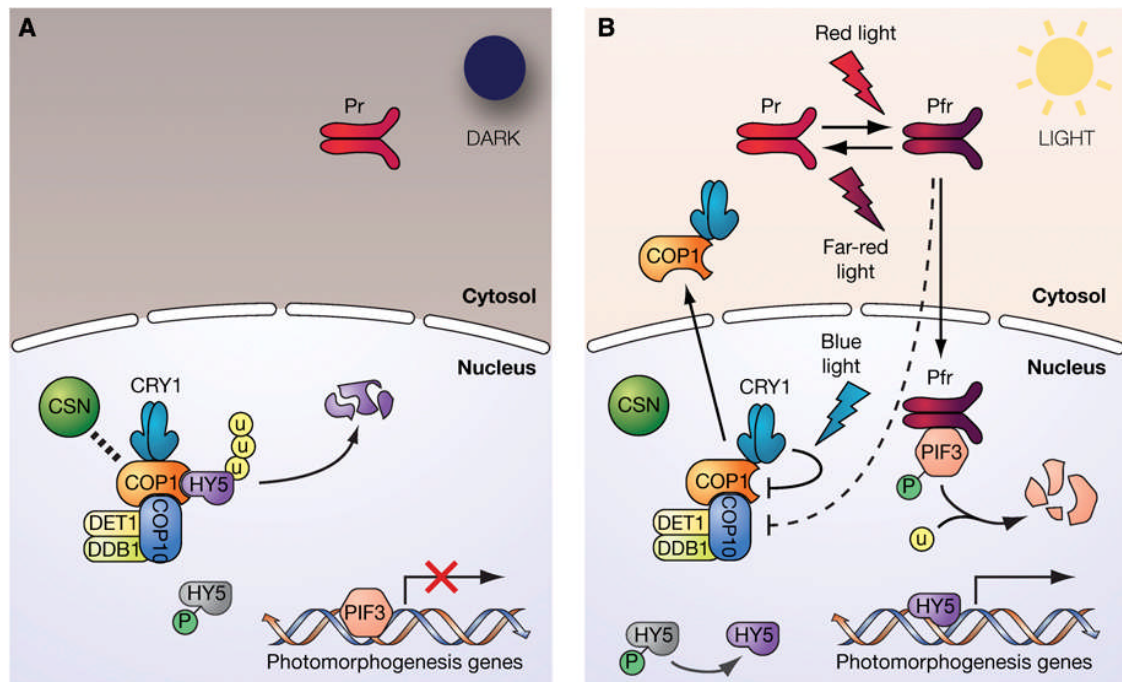 A
Pr
DARK
Cytosol
Nucleus
CSN
CRY1
u
u
u
COP1
HY5
DET1
DDB1
COP10
HY5
P
PIF3
Photomorphogenesis genes
B
Red light
Pr
Pfr
LIGHT
COP1
Far-red
light
Cytosol
Nucleus
Blue
light
CSN
CRY1
Pfr
COP1
PIF3
P
DET1
DDB1
COP10
u
HY5
P
HY5
HY5
Photomorphogenesis genes